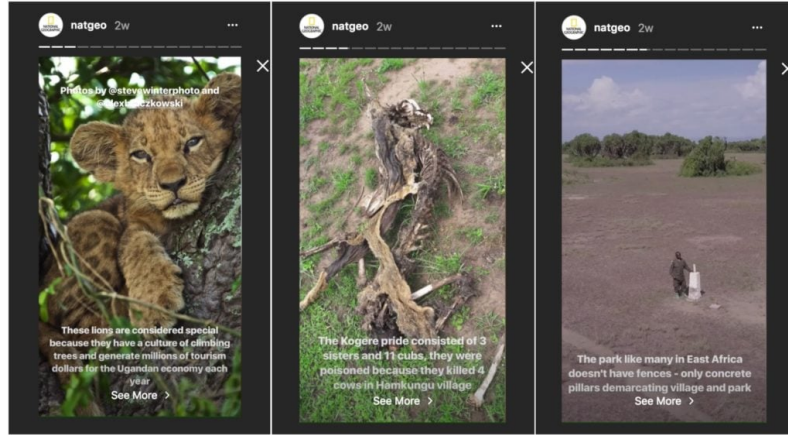 natgeo 2w
Photos by @stevewinterphoto and
These lions are considered special
because they have a culture of climbing
trees and generate millions of tourism
dollars for the Ugandan economy each
year
See More
natgeo 2w
The Kogere pride consisted of 3
sisters and 11 cubs, they were
poisoned because they killed 4
cows in Hamkungu village
See More
natgeo 2w
The park like many in East Africa
doesn't have fences - only concrete
pillars demarcating village and park
See More